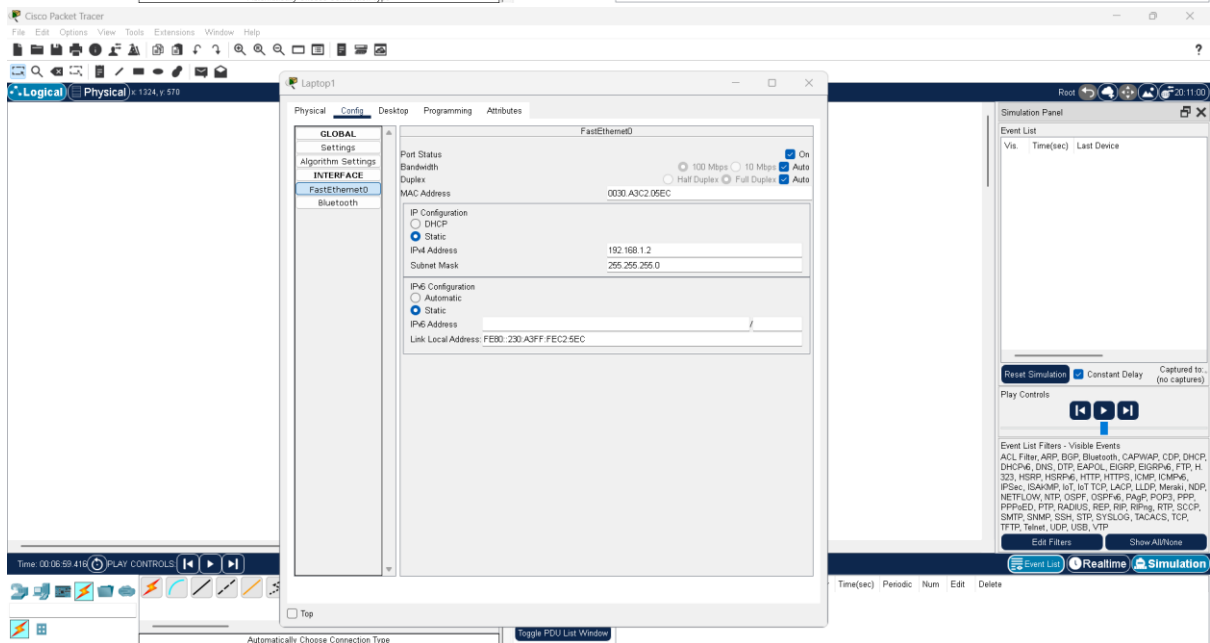 Cisco Packet Tracer
File Edit Options View Tools Extensions Window Help
?
Logical Physical x: 1324, y: 570
Root 20:11:00
Laptop1
Physical Config Desktop Programming Attributes
GLOBAL
Settings
Algorithm Settings
INTERFACE
FastEthernet0
Bluetooth
FastEthernet0
Port Status On
Bandwidth 100 Mbps 10 Mbps Auto
Duplex Half Duplex Full Duplex Auto
MAC Address 0030.A3C2.05EC
IP Configuration
DHCP
Static
IPv4 Address 192.168.1.2
Subnet Mask 255.255.255.0
IPv6 Configuration
Automatic
Static
IPv6 Address /
Link Local Address: FE80::230:A3FF:FEC2:5EC
Top
Simulation Panel
Event List
Vis. Time(sec) Last Device
Reset Simulation Constant Delay Captured to:
(no captures)
Play Controls
Event List Filters - Visible Events
ACL Filter, ARP, BGP, Bluetooth, CAPWAP, CDP, DHCP,
DHCPv6, DNS, DTP, EAPOL, EIGRP, EIGRPv6, FTP, H.
323, HSRP, HSRPv6, HTTP, HTTPS, ICMP, ICMPv6,
IPSec, ISAKMP, IoT, IoT TCP, LACP, LLDP, Meraki, NDP,
NETFLOW, NTP, OSPF, OSPFv6, PAgP, POP3, PPP,
PPPoED, PTP, RADIUS, REP, RIP, RIPng, RTP, SCCP,
SMTP, SNMP, SSH, STP, SYSLOG, TACACS, TCP,
TFTP, Telnet, UDP, USB, VTP
Edit Filters Show All/None
Time: 00:06:59.416 PLAY CONTROLS:
Event List Realtime Simulation
Time(sec) Periodic Num Edit Delete
Automatically Choose Connection Type
Toggle PDU List Window